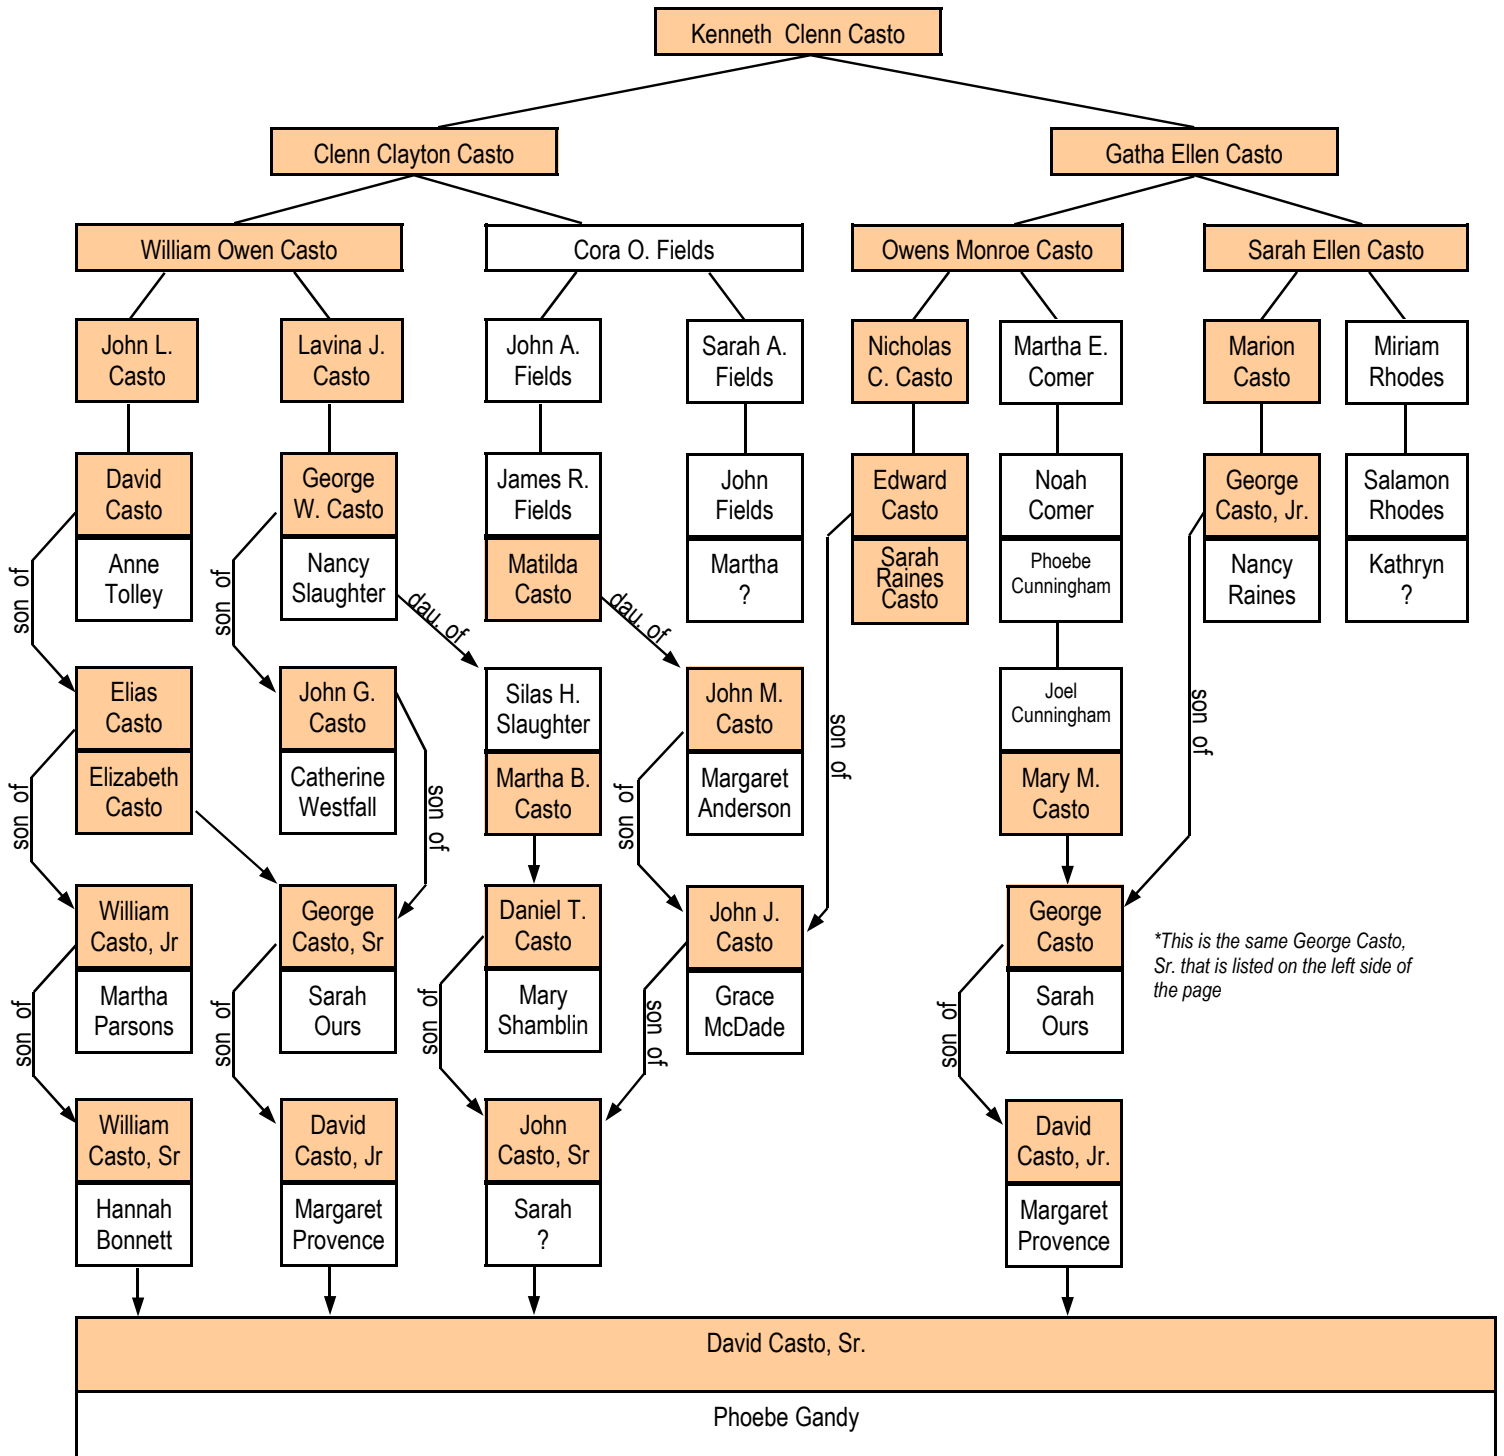 Kenneth Clenn Casto
Clenn Clayton Casto
Gatha Ellen Casto
William Owen Casto
Cora O. Fields
Owens Monroe Casto
Sarah Ellen Casto
John L.
Casto
Lavina J.
Casto
John A.
Fields
Sarah A.
Fields
Nicholas
C. Casto
Martha E.
Comer
Marion
Casto
Miriam
Rhodes
David
Casto
George
W. Casto
James R.
Fields
John
Fields
Edward
Casto
Noah
Comer
George
Casto, Jr.
Salamon
Rhodes
Anne
Tolley
Nancy
Slaughter
Matilda
Casto
Martha
?
Sarah
Raines
Casto
Phoebe
Cunningham
Nancy
Raines
Kathryn
?
son of
son of
dau. of
dau. of
Elias
Casto
John G.
Casto
Silas H.
Slaughter
John M.
Casto
Joel
Cunningham
son of
son of
Elizabeth
Casto
Catherine
Westfall
Martha B.
Casto
Margaret
Anderson
Mary M.
Casto
son of
son of
son of
William
Casto, Jr
George
Casto, Sr
Daniel T.
Casto
John J.
Casto
George
Casto
*This is the same George Casto,
Sr. that is listed on the left side of
the page
Martha
Parsons
Sarah
Ours
Mary
Shamblin
Grace
McDade
Sarah
Ours
son of
son of
son of
son of
son of
William
Casto, Sr
David
Casto, Jr
John
Casto, Sr
David
Casto, Jr.
Hannah
Bonnett
Margaret
Provence
Sarah
?
Margaret
Provence
David Casto, Sr.
Phoebe Gandy